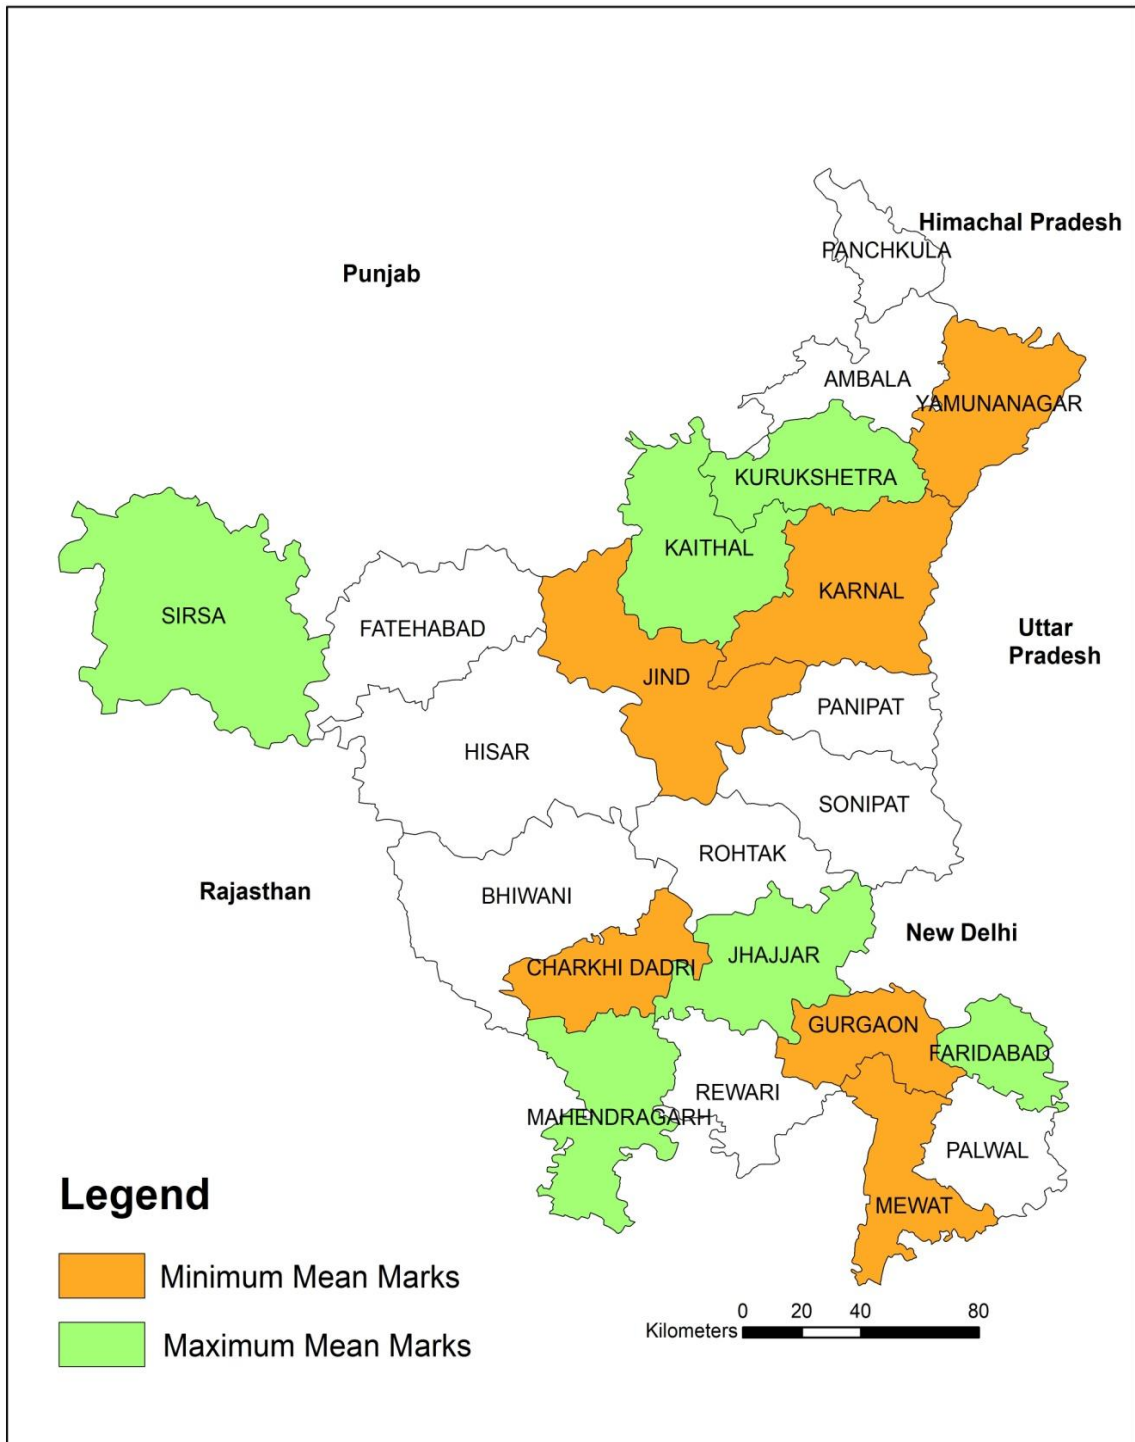 Himachal Pradesh
PANCHKULA
Punjab
AMBALA
YAMUNANAGAR
KURUKSHETRA
KAITHAL
KARNAL
SIRSA
FATEHABAD
Uttar
Pradesh
JIND
PANIPAT
HISAR
SONIPAT
ROHTAK
Rajasthan
BHIWANI
New Delhi
JHAJJAR
CHARKHI DADRI
GURGAON
FARIDABAD
REWARI
MAHENDRAGARH
PALWAL
MEWAT
Legend
Minimum Mean Marks
Maximum Mean Marks
0 20 40 80
Kilometers